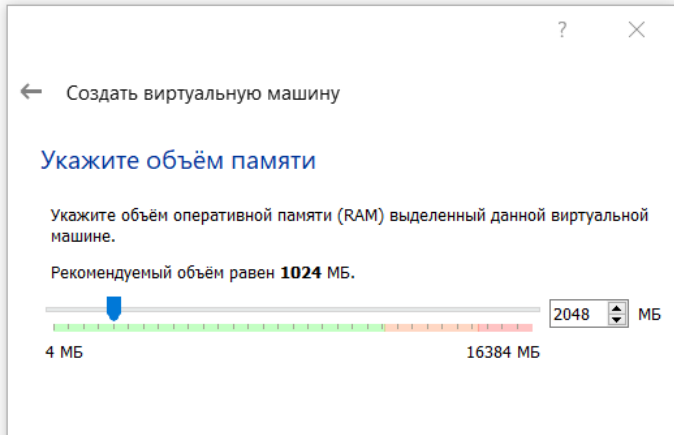 ?
Создать виртуальную машину
Укажите объём памяти
Укажите объём оперативной памяти (RAM) выделенный данной виртуальной
машине.
Рекомендуемый объём равен 1024 МБ.
2048 МБ
4 МБ 16384 МБ